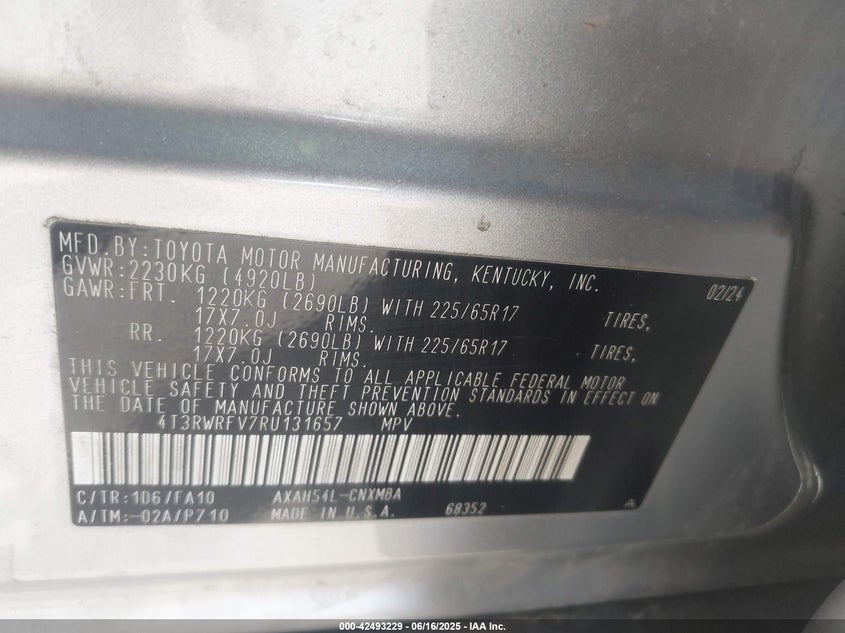 MFD.BY:TOYOTA MOTOR MANUFACTURING, KENTUCKY, INC.
GVWR:2230KG (4920LB) 02/24
GAWR:FRT. 1220KG (2690LB) WITH 225/65R17 TIRES,
17X7.0J RIMS.
RR. 1220KG (2690LB) WITH 225/65R17 TIRES,
17X7.0J RIMS.
THIS VEHICLE CONFORMS TO ALL APPLICABLE FEDERAL MOTOR
VEHICLE SAFETY AND THEFT PREVENTION STANDARDS IN EFFECT ON
THE DATE OF MANUFACTURE SHOWN ABOVE.
4T3RWRFV7RU131657 MPV
C/TR:1D6/FA10 AXAH54L-CNXMBA
A/TM:-02A/P710 MADE IN U.S.A. 68352 A
000-42493229 - 06/16/2025 - IAA Inc.